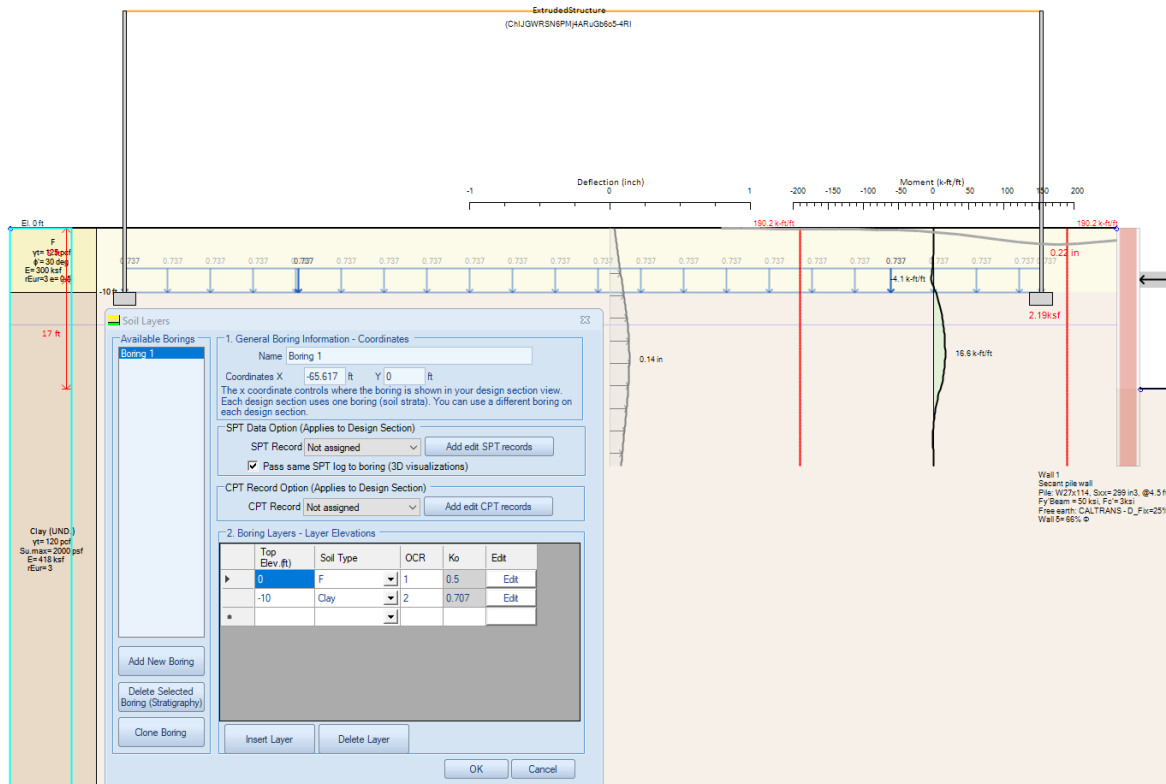 ExtrudedStructure
(ChIJGWRSN6PMj4ARuGb6o5-4RI
Deflection (inch)
Moment (k-ft/ft)
-1
0
1
-200
-150
-100
-50
0
50
100
150
200
El. 0 ft
190.2 k-ft/ft
190.2 k-ft/ft
F
γt= 125 pcf
ϕ'= 30 deg
E= 300 ksf
rEur=3
0.22 in
0.737
0.737 0.737 0.737 0.737 0.737 0.737 0.737 0.737 0.737 0.737 0.737 0.737 0.737 0.737 0.737 0.737 0.737 0.737 0.737 0.737
-4.1 k-ft/ft
-10 ft
2.19ksf
17 ft
0.14 in
16.6 k-ft/ft
Soil Layers
Available Borings
Boring 1
1. General Boring Information - Coordinates
Name Boring 1
Coordinates X -65.617 ft Y 0 ft
The x coordinate controls where the boring is shown in your design section view.
Each design section uses one boring (soil strata). You can use a different boring on
each design section.
SPT Data Option (Applies to Design Section)
SPT Record Not assigned Add edit SPT records
Pass same SPT log to boring (3D visualizations)
CPT Record Option (Applies to Design Section)
CPT Record Not assigned Add edit CPT records
2. Boring Layers - Layer Elevations
Top Elev.(ft) Soil Type OCR Ko Edit
0 F 1 0.5 Edit
-10 Clay 2 0.707 Edit
Add New Boring
Delete Selected
Boring (Stratigraphy)
Clone Boring
Insert Layer
Delete Layer
OK
Cancel
Clay (UND.)
γt= 120 pcf
Su.max= 2000 psf
E= 418 ksf
rEur= 3
Wall 1
Secant pile wall
Pile: W27x114, Sxx= 299 in3, @4.5 ft
Fy'Beam = 50 ksi, Fc'= 3ksi
Free earth: CALTRANS - D_Fix=25%
Wall δ= 66% Φ